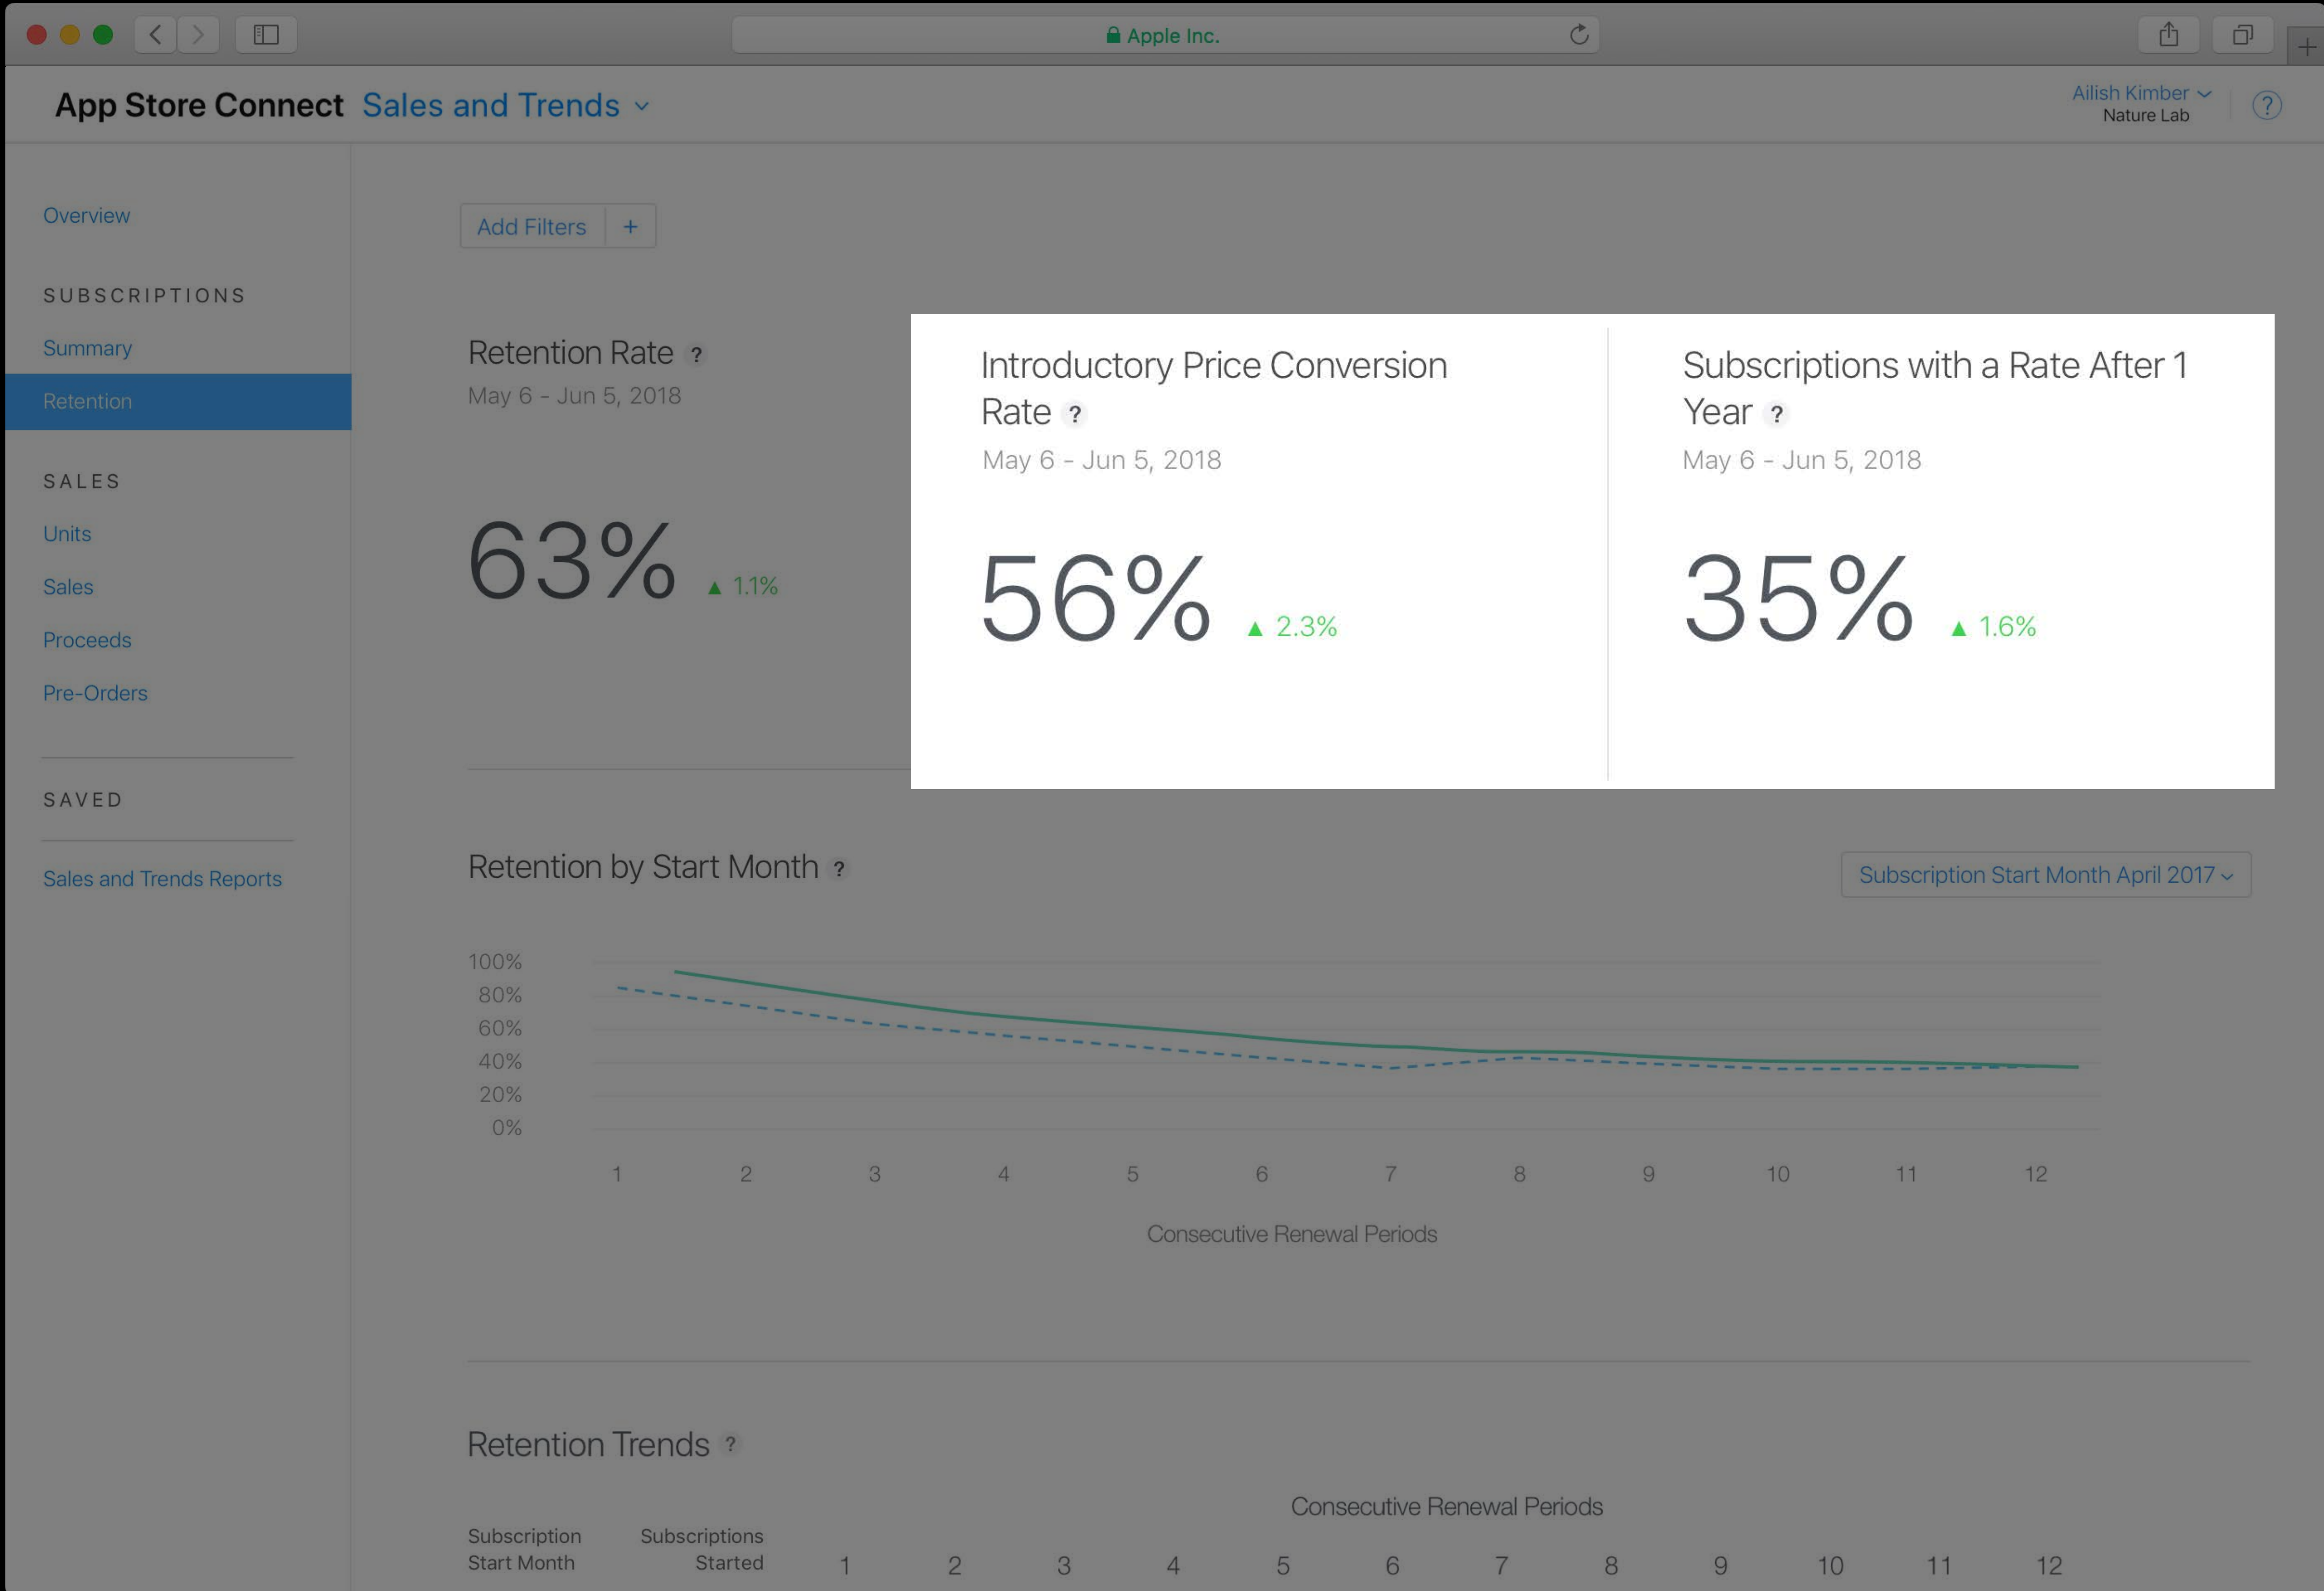 Apple Inc.
App Store Connect Sales and Trends
Ailish Kimber
Nature Lab
?
Overview
SUBSCRIPTIONS
Summary
Retention
SALES
Units
Sales
Proceeds
Pre-Orders
SAVED
Sales and Trends Reports
Add Filters +
Retention Rate ?
May 6 - Jun 5, 2018
63% ▲ 1.1%
Introductory Price Conversion
Rate ?
May 6 - Jun 5, 2018
56% ▲ 2.3%
Subscriptions with a Rate After 1
Year ?
May 6 - Jun 5, 2018
35% ▲ 1.6%
Retention by Start Month ?
Subscription Start Month April 2017
100%
80%
60%
40%
20%
0%
1 2 3 4 5 6 7 8 9 10 11 12
Consecutive Renewal Periods
Retention Trends ?
Consecutive Renewal Periods
Subscription
Start Month
Subscriptions
Started
1 2 3 4 5 6 7 8 9 10 11 12